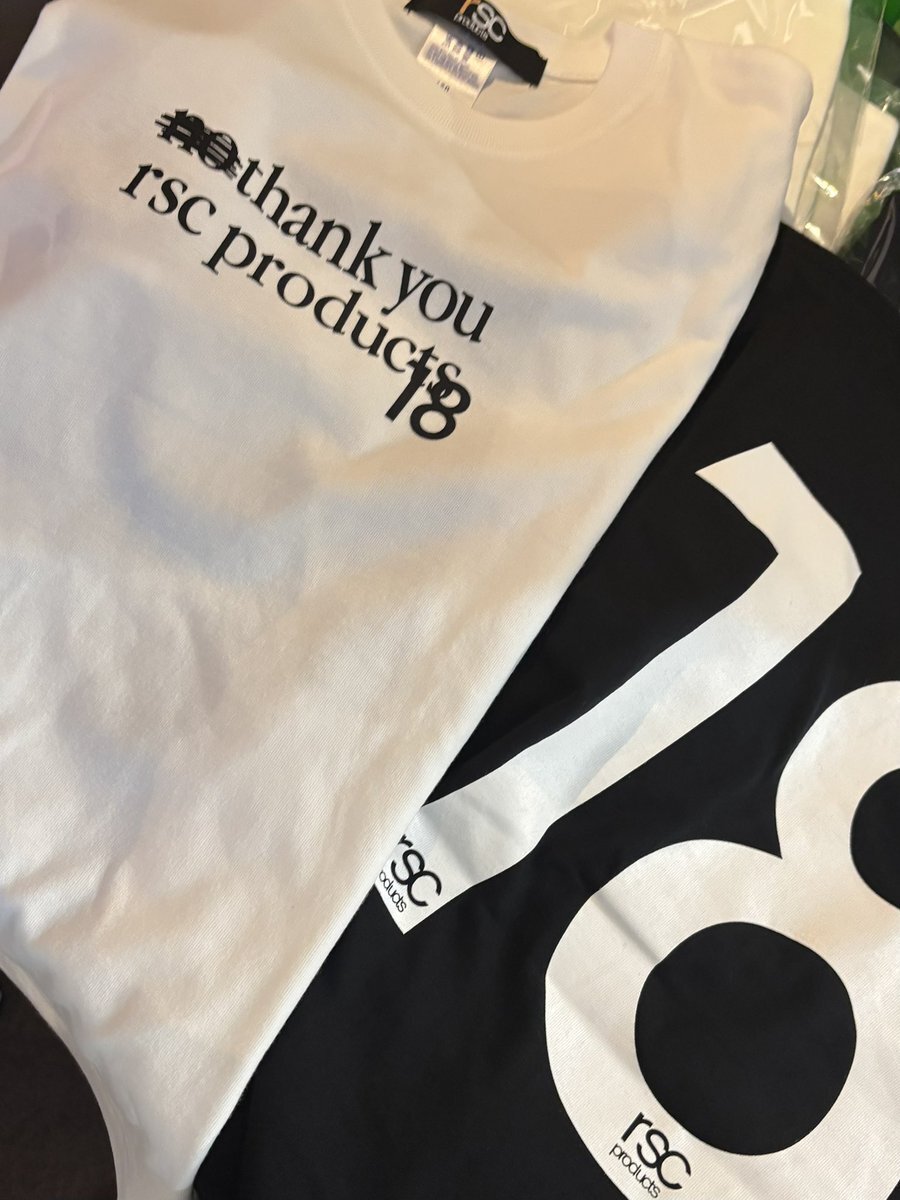 rsc
products
no thank you
rsc products
18
18
rsc
products
rsc
products